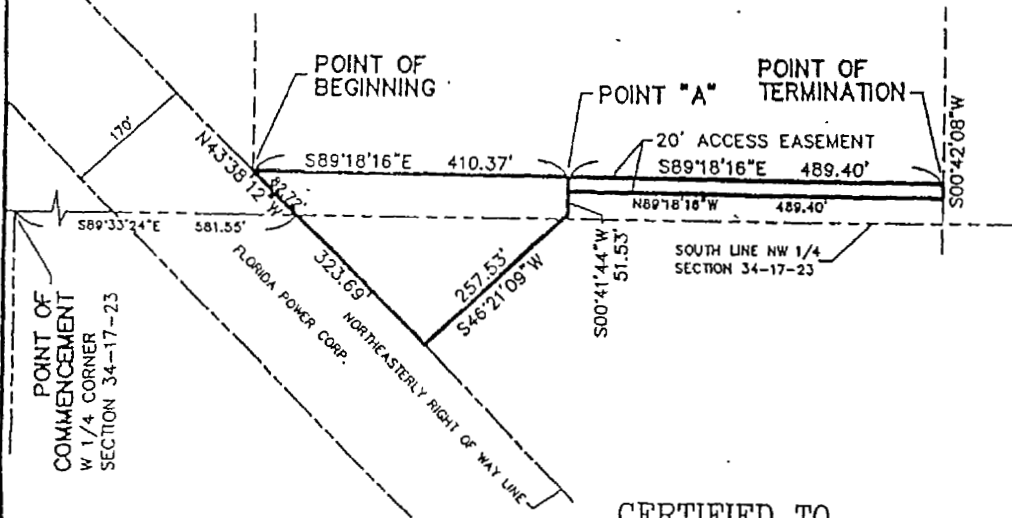 POINT OF
BEGINNING
POINT "A"
POINT OF
TERMINATION
170'
N43°38'12"W
82.72'
S89°18'16"E 410.37'
20' ACCESS EASEMENT
S89°18'16"E 489.40'
N89°18'16"W 489.40'
S00°42'08"W
S89°33'24"E 581.55'
SOUTH LINE NW 1/4
SECTION 34-17-23
S00°41'44"W
51.53'
257.53'
S46°21'09"W
323.69'
FLORIDA POWER CORP.
NORTHEASTERLY RIGHT OF WAY LINE
POINT OF
COMMENCEMENT
W 1/4 CORNER
SECTION 34-17-23
CERTIFIED TO